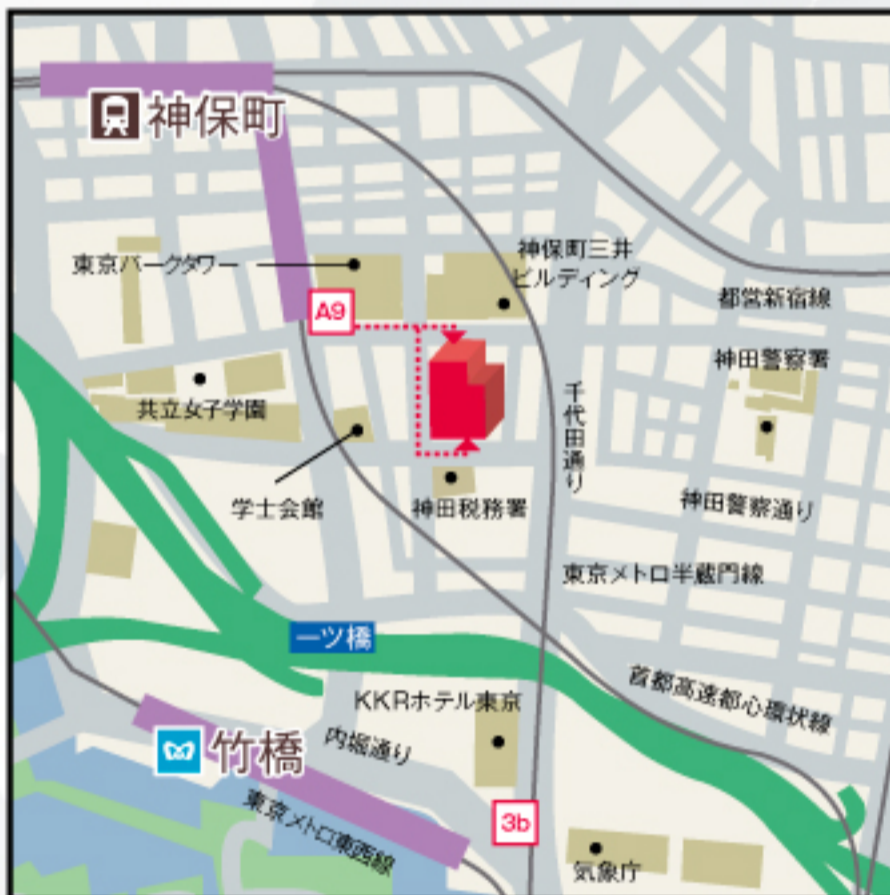 神保町
東京パークタワー
神保町三井
ビルディング
A9
都営新宿線
神田警察署
共立女子学園
千代田通り
学士会館
神田税務署
神田警察通り
東京メトロ半蔵門線
一ツ橋
首都高速都心環状線
KKRホテル東京
竹橋
内堀通り
東京メトロ東西線
3b
気象庁